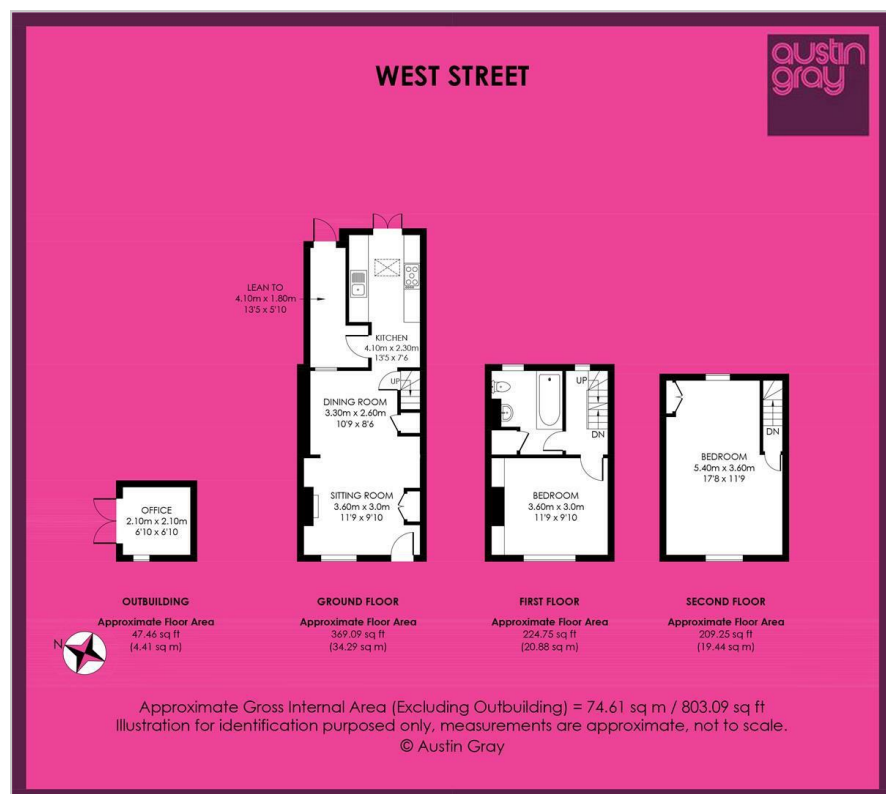 WEST STREET
austin
gray
LEAN TO
4.10m x 1.80m
13'5 x 5'10
KITCHEN
4.10m x 2.30m
13'5 x 7'6
UP
DINING ROOM
3.30m x 2.60m
10'9 x 8'6
SITTING ROOM
3.60m x 3.0m
11'9 x 9'10
OFFICE
2.10m x 2.10m
6'10 x 6'10
UP
DN
BEDROOM
3.60m x 3.0m
11'9 x 9'10
DN
BEDROOM
5.40m x 3.60m
17'8 x 11'9
OUTBUILDING
Approximate Floor Area
47.46 sq ft
(4.41 sq m)
GROUND FLOOR
Approximate Floor Area
369.09 sq ft
(34.29 sq m)
FIRST FLOOR
Approximate Floor Area
224.75 sq ft
(20.88 sq m)
SECOND FLOOR
Approximate Floor Area
209.25 sq ft
(19.44 sq m)
N
Approximate Gross Internal Area (Excluding Outbuilding) = 74.61 sq m / 803.09 sq ft
Illustration for identification purposed only, measurements are approximate, not to scale.
© Austin Gray